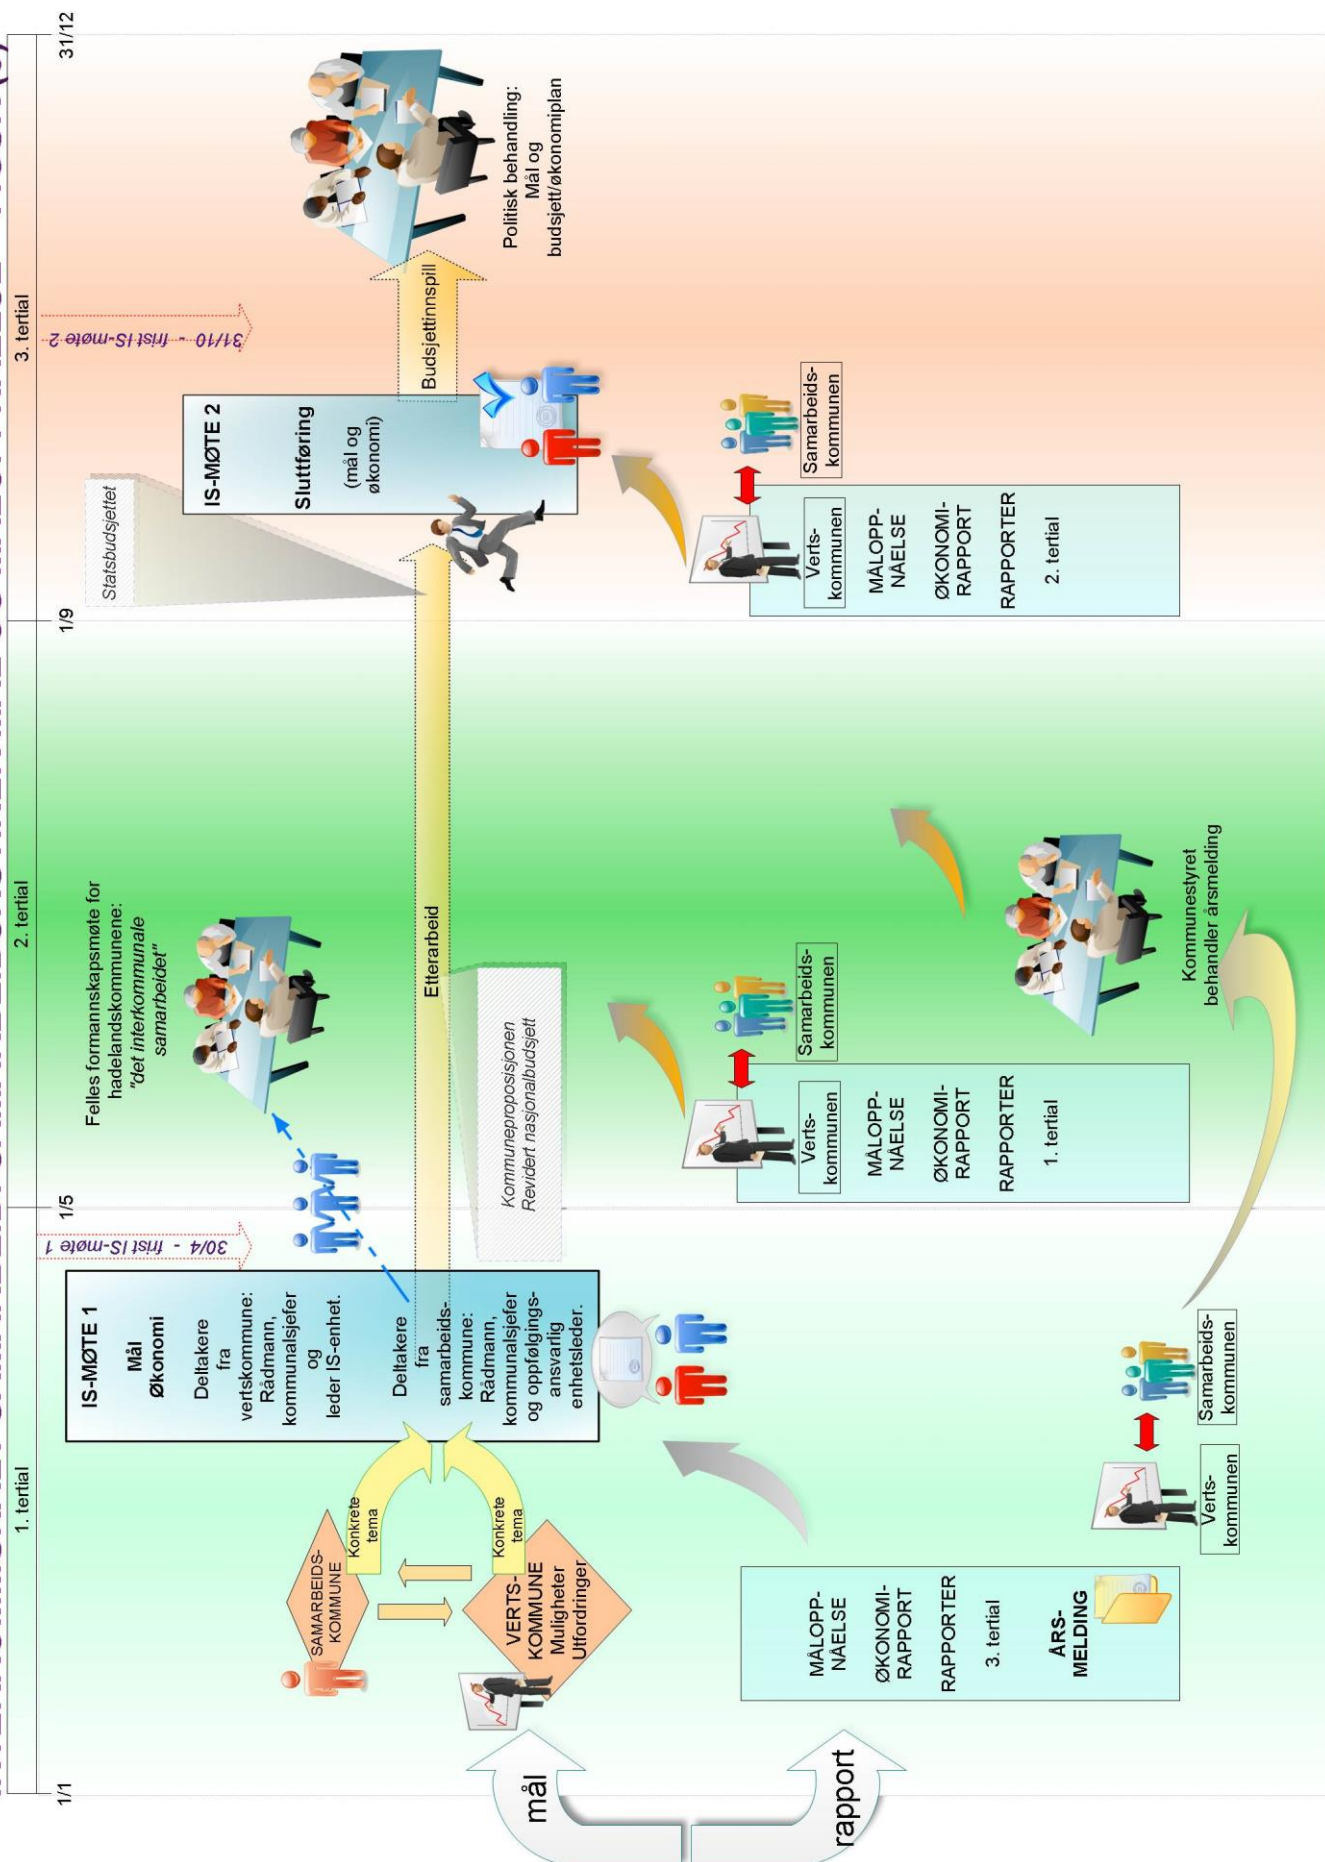 1. tertial
2. tertial
3. tertial
1/1
1/5
1/9
31/12
30/4 - frist IS-møte 1
31/10 - frist IS-møte 2
mål
rapport
SAMARBEIDS-
KOMMUNE
VERTS-
KOMMUNE
Muligheter
Utfordringer
Konkrete
tema
Konkrete
tema
IS-MØTE 1
Mål
Økonomi
Deltakere
fra
vertskommune:
Rådmann,
kommunalsjefer
og
leder IS-enhet.
Deltakere
fra
samarbeids-
kommune:
Rådmann,
kommunalsjefer
og oppfølgings-
ansvarlig
enhetsleder.
Felles formannskapsmøte for
hadelandskommunene:
"det interkommunale
samarbeidet"
Etterarbeid
Kommuneproposisjonen
Revidert nasjonalbudsjett
Statsbudsjettet
IS-MØTE 2
Sluttføring
(mål og
økonomi)
Budsjettinnspill
Politisk behandling:
Mål og
budsjett/økonomiplan
MÅLOPP-
NÅELSE
ØKONOMI-
RAPPORT
RAPPORTER
3. tertial
ÅRS-
MELDING
Verts-
kommunen
Samarbeids-
kommunen
Verts-
kommunen
Samarbeids-
kommunen
MÅLOPP-
NÅELSE
ØKONOMI-
RAPPORT
RAPPORTER
1. tertial
Kommunestyret
behandler årsmelding
Verts-
kommunen
Samarbeids-
kommunen
MÅLOPP-
NÅELSE
ØKONOMI-
RAPPORT
RAPPORTER
2. tertial